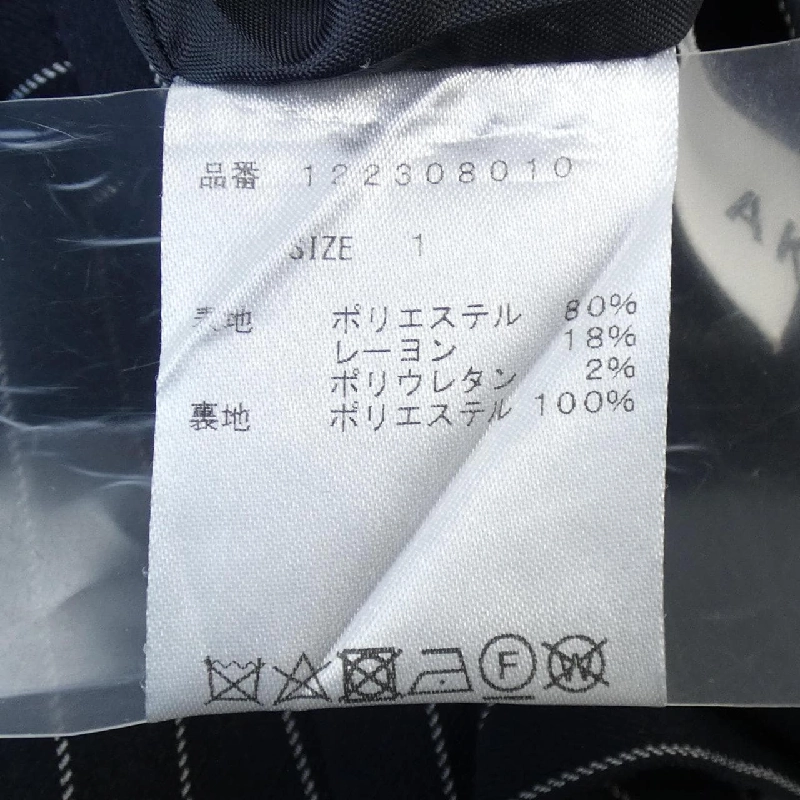 品番 122308010
SIZE 1
表地 ポリエステル 80%
レーヨン 18%
ポリウレタン 2%
裏地 ポリエステル 100%
F W
AK